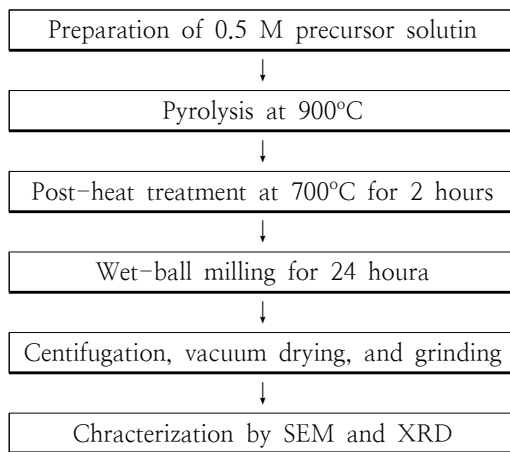 Preparation of 0.5 M precursor solutin
Pyrolysis at 900°C
Post-heat treatment at 700°C for 2 hours
Wet-ball milling for 24 houra
Centifugation, vacuum drying, and grinding
Chracterization by SEM and XRD